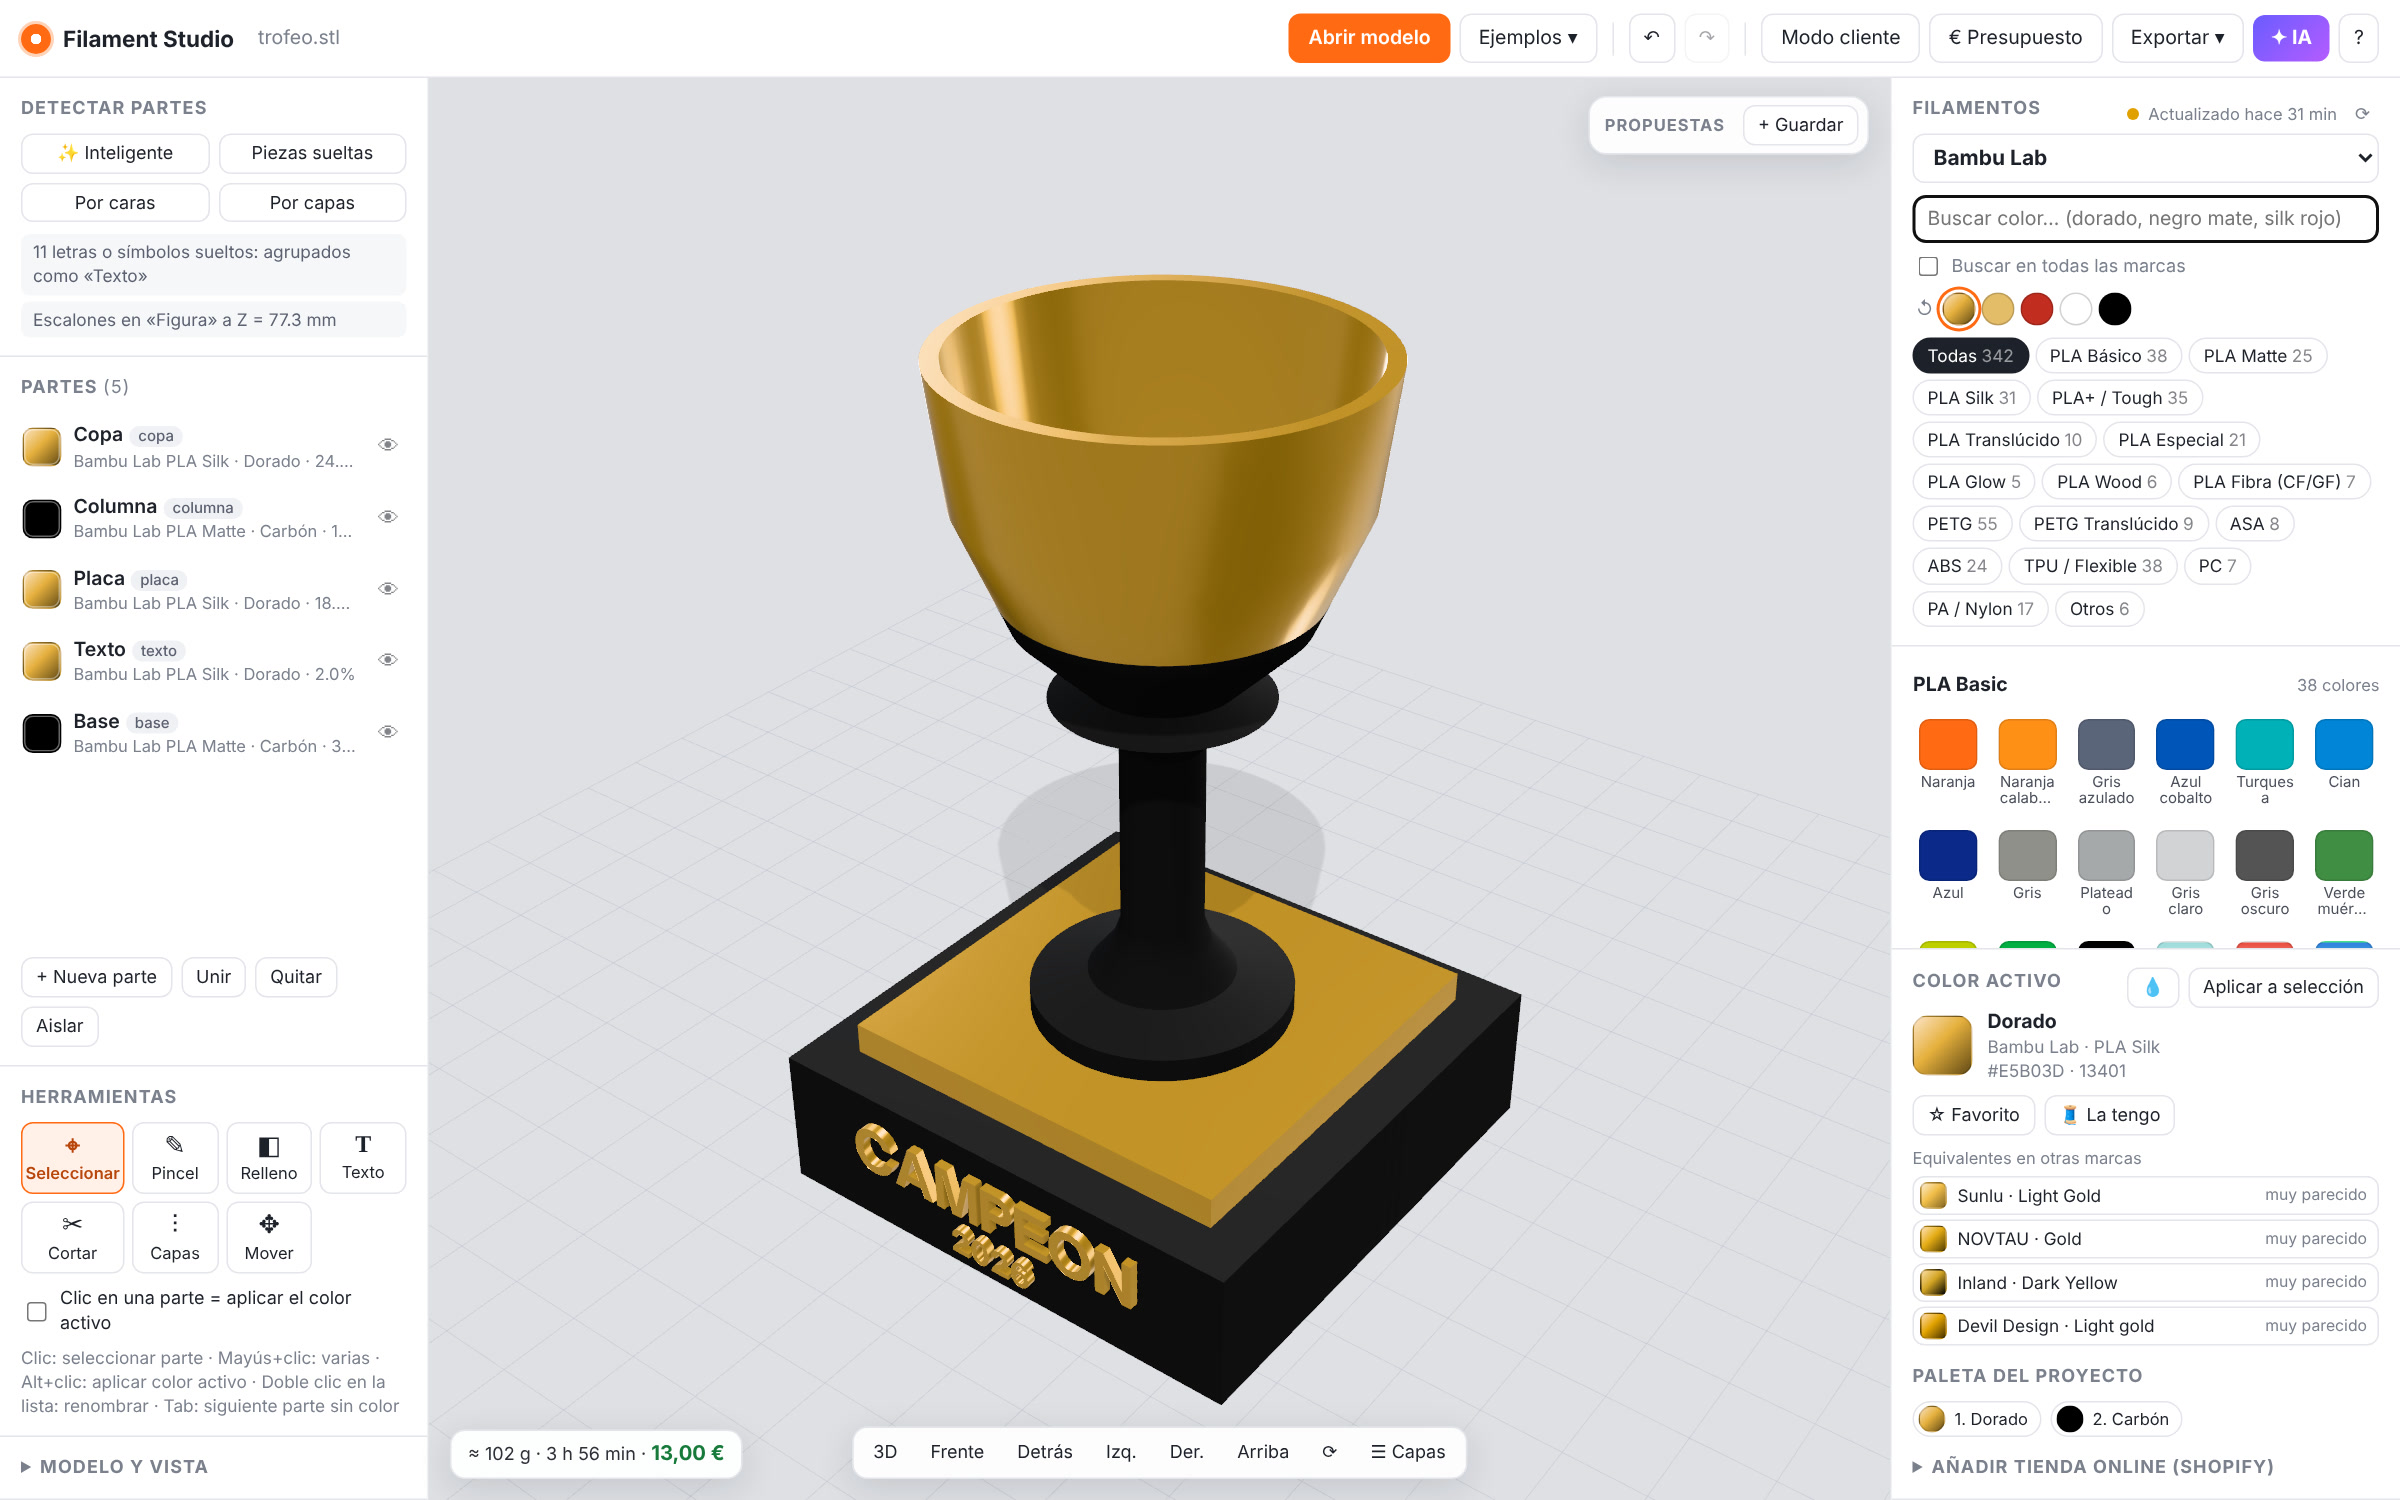 Filament Studio trofeo.stl
Abrir modelo Ejemplos ▾ ↶ ↷ Modo cliente € Presupuesto Exportar ▾ ✦ IA ?
DETECTAR PARTES
✨ Inteligente Piezas sueltas
Por caras Por capas
11 letras o símbolos sueltos: agrupados
como «Texto»
Escalones en «Figura» a Z = 77.3 mm
PARTES (5)
Copa copa
Bambu Lab PLA Silk · Dorado · 24....
Columna columna
Bambu Lab PLA Matte · Carbón · 1...
Placa placa
Bambu Lab PLA Silk · Dorado · 18....
Texto texto
Bambu Lab PLA Silk · Dorado · 2.0%
Base base
Bambu Lab PLA Matte · Carbón · 3...
+ Nueva parte Unir Quitar
Aislar
HERRAMIENTAS
Seleccionar Pincel Relleno Texto
Cortar Capas Mover
Clic en una parte = aplicar el color
activo
Clic: seleccionar parte · Mayús+clic: varias ·
Alt+clic: aplicar color activo · Doble clic en la
lista: renombrar · Tab: siguiente parte sin color
▶ MODELO Y VISTA
PROPUESTAS + Guardar
CAMPEON
2026
≈ 102 g · 3 h 56 min · 13,00 €
3D Frente Detrás Izq. Der. Arriba ⟳ ☰ Capas
FILAMENTOS Actualizado hace 31 min ⟳
Bambu Lab
Buscar color... (dorado, negro mate, silk rojo)
Buscar en todas las marcas
Todas 342 PLA Básico 38 PLA Matte 25
PLA Silk 31 PLA+ / Tough 35
PLA Translúcido 10 PLA Especial 21
PLA Glow 5 PLA Wood 6 PLA Fibra (CF/GF) 7
PETG 55 PETG Translúcido 9 ASA 8
ABS 24 TPU / Flexible 38 PC 7
PA / Nylon 17 Otros 6
PLA Basic 38 colores
Naranja Naranja calab... Gris azulado Azul cobalto Turquesa Cian
Azul Gris Plateado Gris claro Gris oscuro Verde muér...
COLOR ACTIVO 💧 Aplicar a selección
Dorado
Bambu Lab · PLA Silk
#E5B03D · 13401
☆ Favorito 🧵 La tengo
Equivalentes en otras marcas
Sunlu · Light Gold muy parecido
NOVTAU · Gold muy parecido
Inland · Dark Yellow muy parecido
Devil Design · Light gold muy parecido
PALETA DEL PROYECTO
1. Dorado 2. Carbón
▶ AÑADIR TIENDA ONLINE (SHOPIFY)